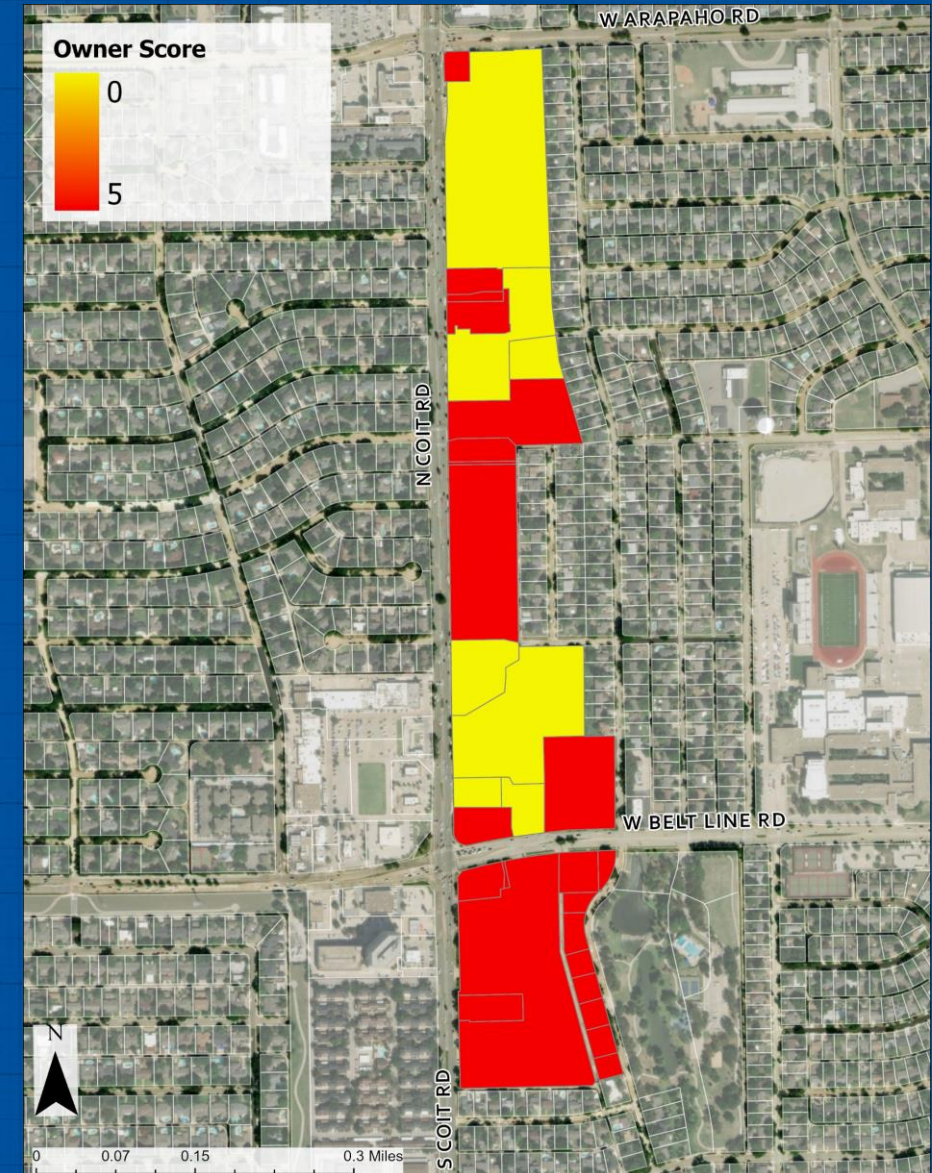 W ARAPAHO RD
Owner Score
0
5
N COIT RD
W BELT LINE RD
N
S COIT RD
0 0.07 0.15 0.3 Miles